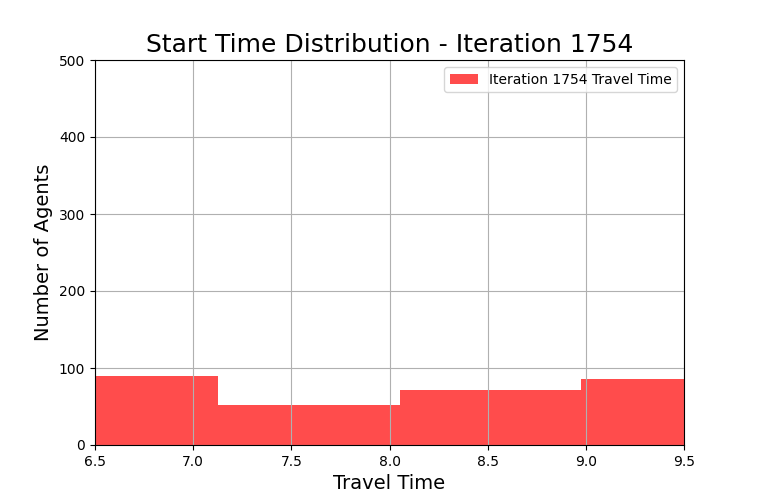 Start Time Distribution - Iteration 1754
Iteration 1754 Travel Time
Number of Agents
500
400
300
200
100
0
6.5 7.0 7.5 8.0 8.5 9.0 9.5
Travel Time